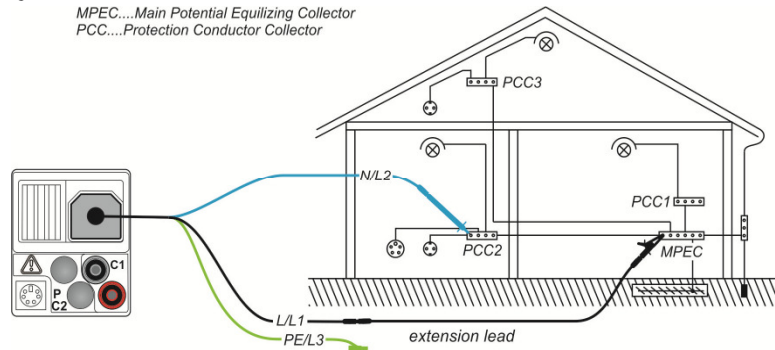 MPEC....Main Potential Equilizing Collector
PCC....Protection Conductor Collector
PCC3
N/L2
PCC1
PCC2
MPEC
C1
P
C2
L/L1
extension lead
PE/L3